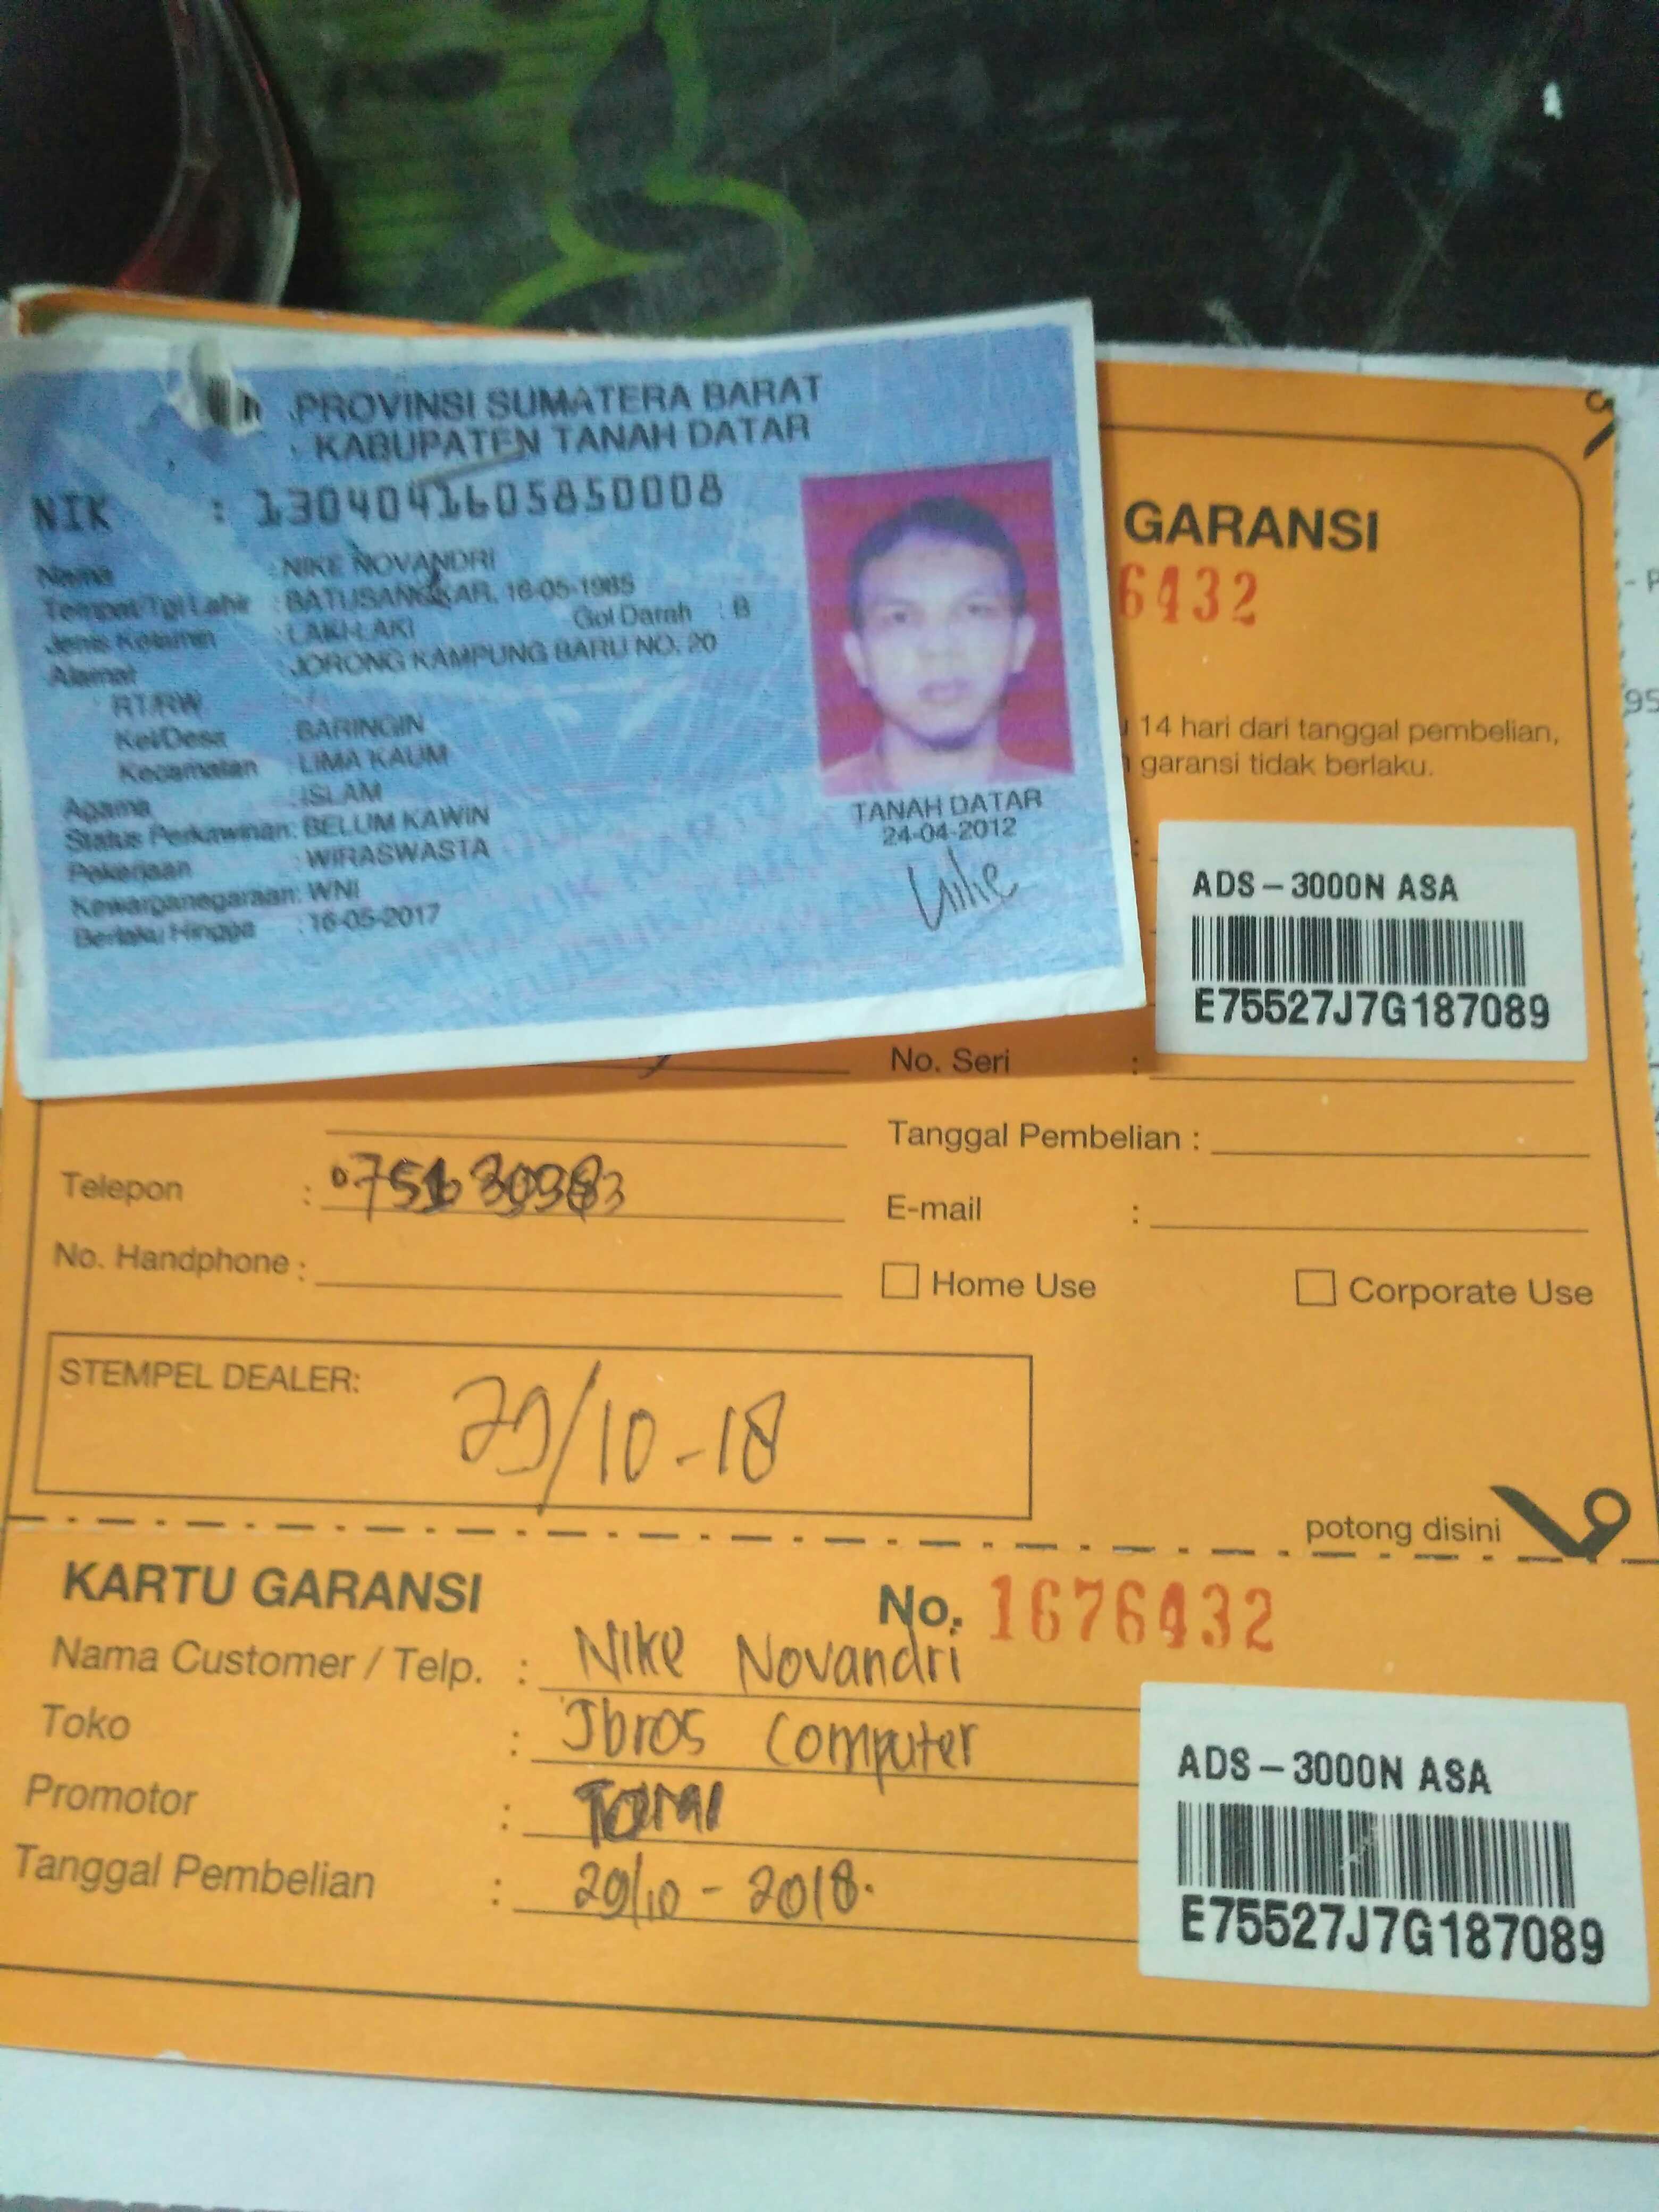 PROVINSI SUMATERA BARAT
KABUPATEN TANAH DATAR
NIK : 1304041605850008
Nama : NIKE NOVANDRI
Tempat/Tgl Lahir : BATUSANGKAR, 16-05-1985
Jenis Kelamin : LAKI-LAKI Gol Darah : B
Alamat : JORONG KAMPUNG BARU NO. 20
RT/RW : -/-
Kel/Desa : BARINGIN
Kecamatan : LIMA KAUM
Agama : ISLAM
Status Perkawinan: BELUM KAWIN
Pekerjaan : WIRASWASTA
Kewarganegaraan: WNI
Berlaku Hingga : 16-05-2017
TANAH DATAR
24-04-2012
GARANSI
6432
14 hari dari tanggal pembelian,
garansi tidak berlaku.
ADS-3000N ASA
E75527J7G187089
No. Seri :
Tanggal Pembelian :
Telepon :
E-mail :
No. Handphone :
Home Use
Corporate Use
STEMPEL DEALER:
29/10-18
potong disini
KARTU GARANSI No. 1676432
Nama Customer / Telp. : Nike Novandri
Toko : Jbros Computer
Promotor : 
Tanggal Pembelian : 29/10 - 2018.
ADS-3000N ASA
E75527J7G187089